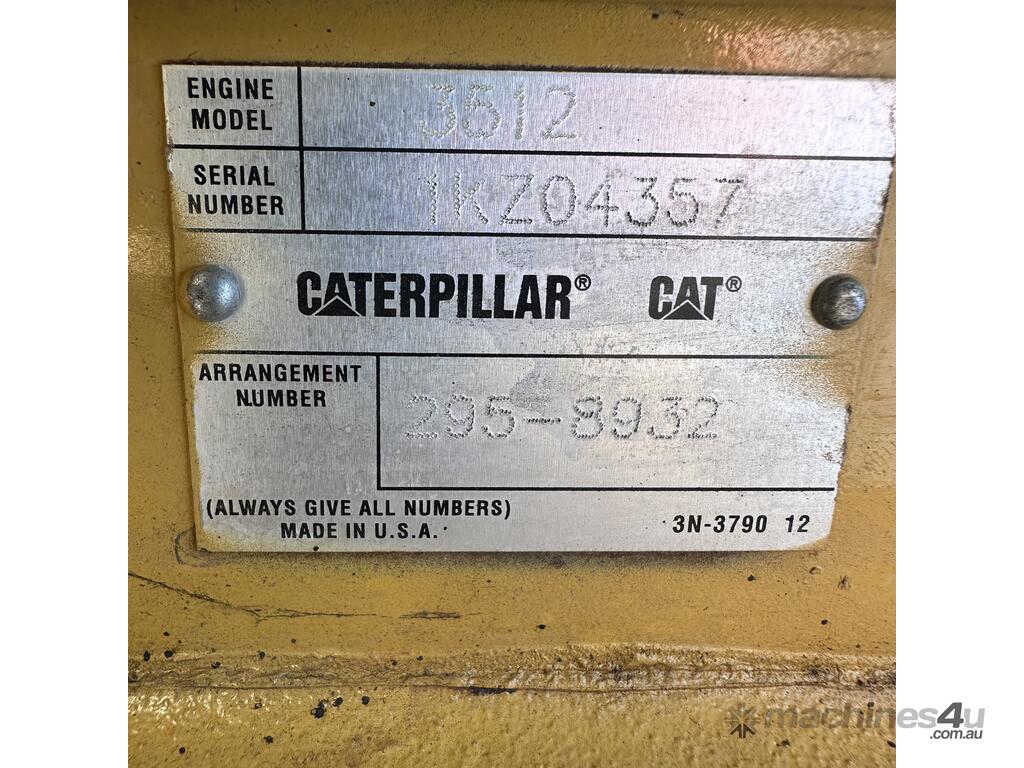 ENGINE MODEL 3512
SERIAL NUMBER 1KZ04357
CATERPILLAR® CAT®
ARRANGEMENT NUMBER 295-8932
(ALWAYS GIVE ALL NUMBERS)
MADE IN U.S.A. 3N-3790 12
machines4u
.com.au